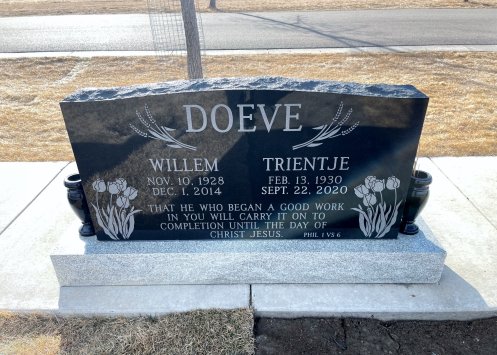 DOEVE
WILLEM TRIENTJE
NOV. 10, 1928 FEB. 13, 1930
DEC. 1, 2014 SEPT. 22, 2020
THAT HE WHO BEGAN A GOOD WORK
IN YOU WILL CARRY IT ON TO
COMPLETION UNTIL THE DAY OF
CHRIST JESUS. PHIL. 1 VS 6